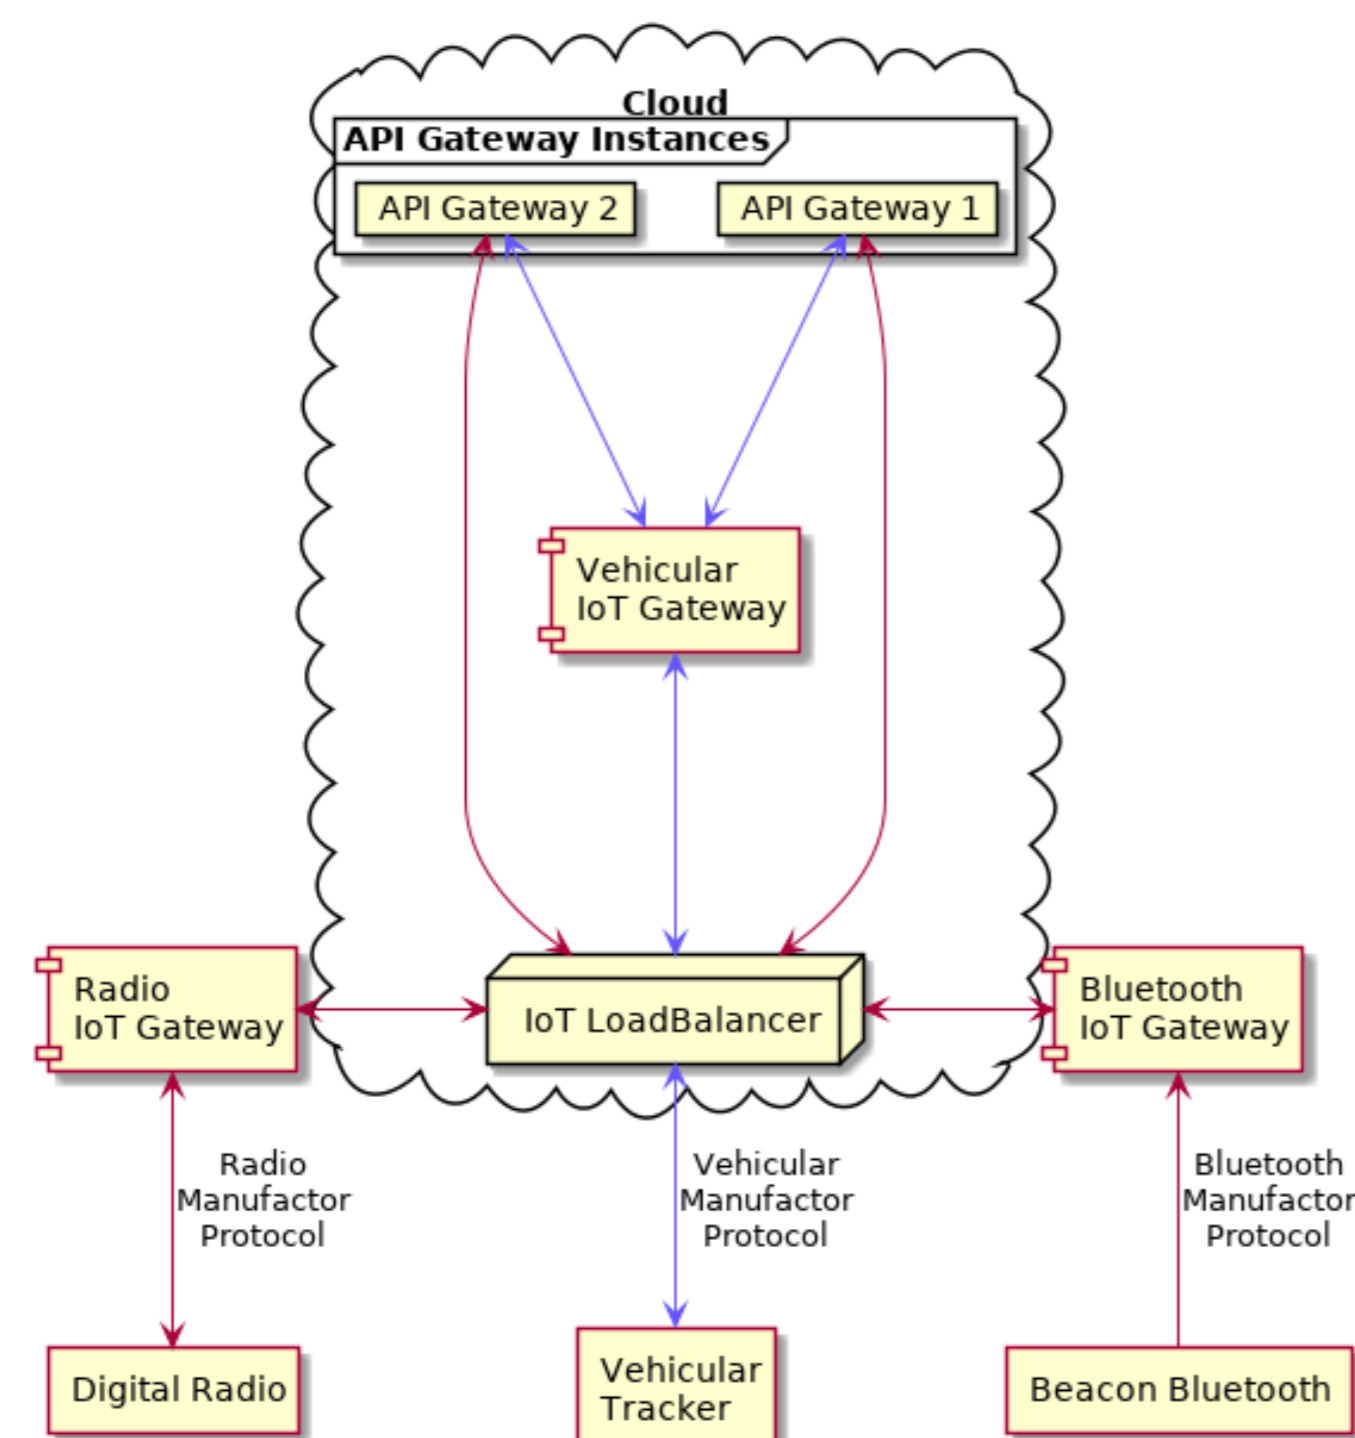 Cloud
API Gateway Instances
API Gateway 2
API Gateway 1
Vehicular
IoT Gateway
Radio
IoT Gateway
IoT LoadBalancer
Bluetooth
IoT Gateway
Radio
Manufactor
Protocol
Vehicular
Manufactor
Protocol
Bluetooth
Manufactor
Protocol
Digital Radio
Vehicular
Tracker
Beacon Bluetooth